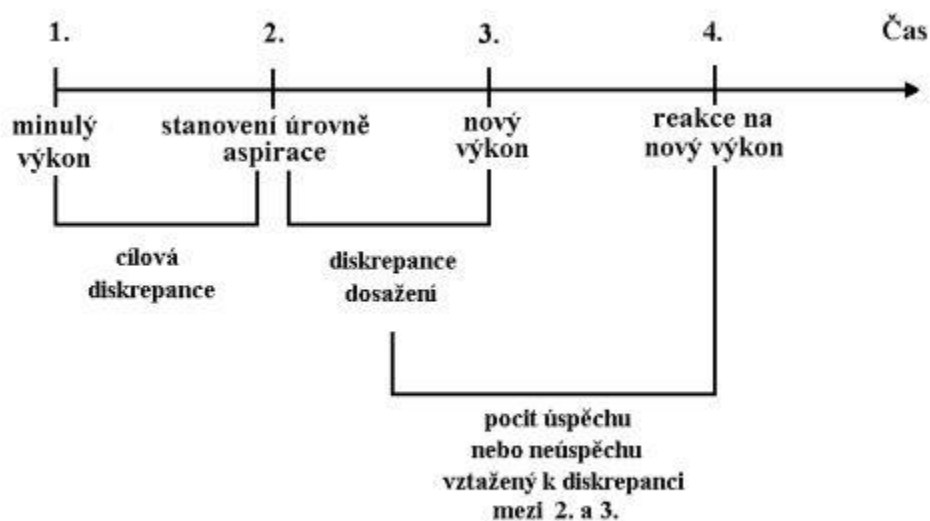 1. 2. 3. 4. Čas
minulý
výkon
stanovení úrovně
aspirace
nový
výkon
reakce na
nový výkon
cílová
diskrepance
diskrepance
dosažení
pocit úspěchu
nebo neúspěchu
vztažený k diskrepanci
mezi 2. a 3.